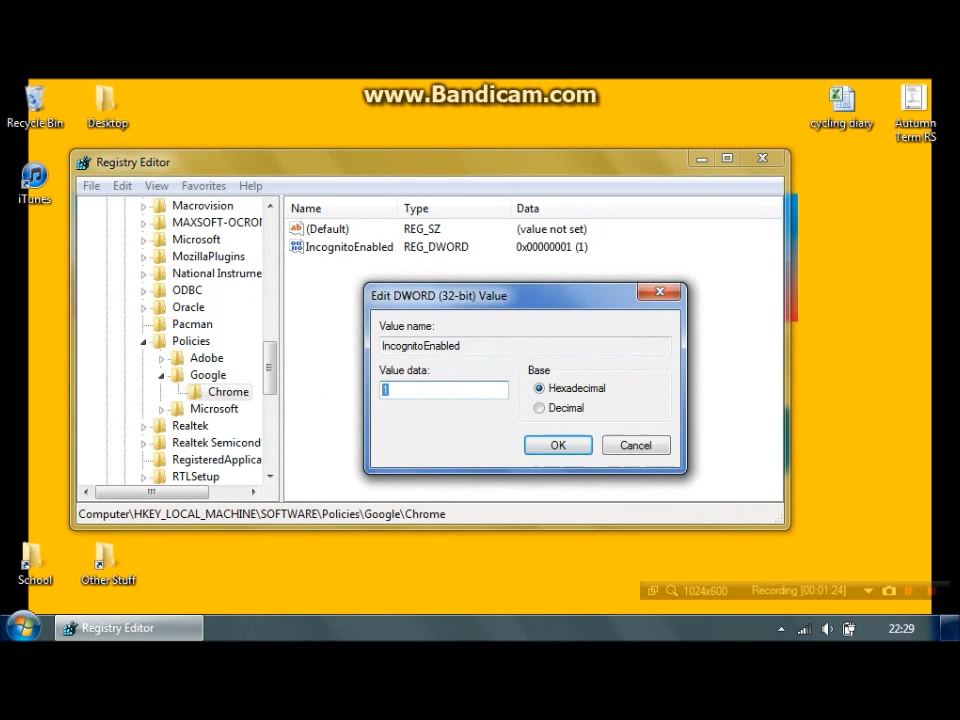 www.Bandicam.com
Recycle Bin
Desktop
cycling diary
Autumn
Term RS
iTunes
Registry Editor
File Edit View Favorites Help
Macrovision
MAXSOFT-OCRON
Microsoft
MozillaPlugins
National Instrume
ODBC
Oracle
Pacman
Policies
Adobe
Google
Chrome
Microsoft
Realtek
Realtek Semicond
RegisteredApplica
RTLSetup
Name Type Data
ab (Default) REG_SZ (value not set)
IncognitoEnabled REG_DWORD 0x00000001 (1)
Edit DWORD (32-bit) Value
Value name:
IncognitoEnabled
Value data:
1
Base
Hexadecimal
Decimal
OK Cancel
Computer\HKEY_LOCAL_MACHINE\SOFTWARE\Policies\Google\Chrome
School
Other Stuff
1024x600 Recording [00:01:24]
Registry Editor
22:29